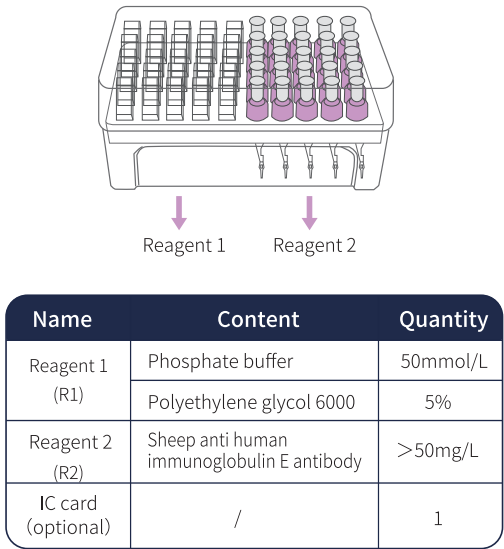 Reagent 1 Reagent 2
Name Content Quantity
Reagent 1
(R1)
Phosphate buffer 50mmol/L
Polyethylene glycol 6000 5%
Reagent 2
(R2)
Sheep anti human
immunoglobulin E antibody
＞50mg/L
IC card
（optional） / 1